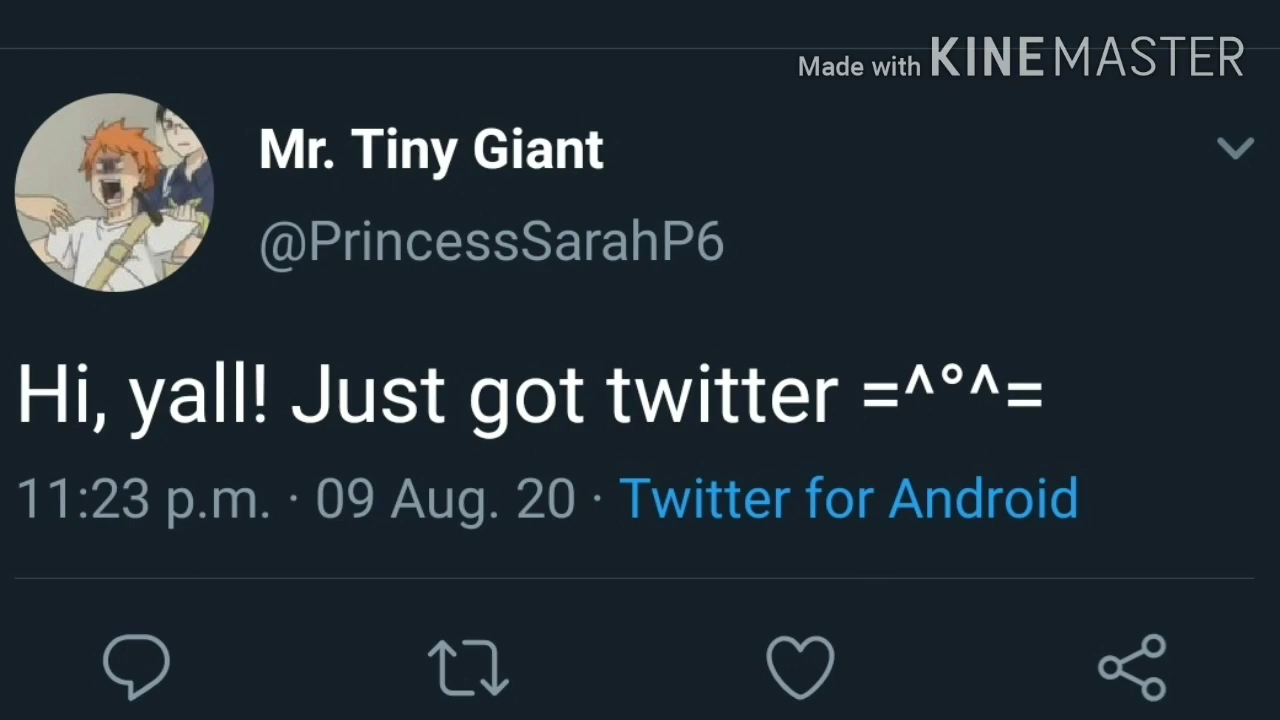 Made with KINEMASTER
Mr. Tiny Giant
@PrincessSarahP6
Hi, yall! Just got twitter =^°^=
11:23 p.m. · 09 Aug. 20 · Twitter for Android